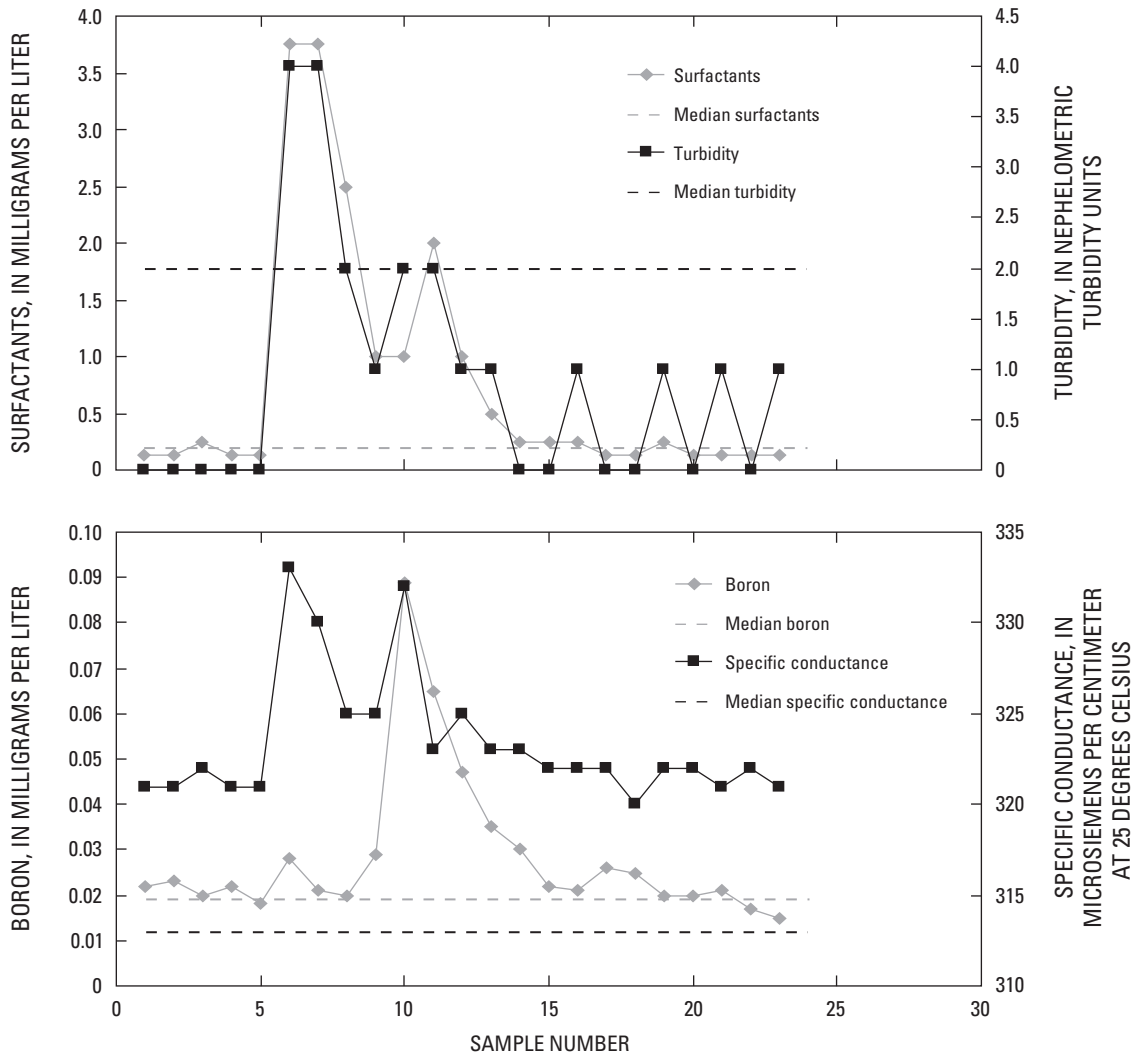 SURFACTANTS, IN MILLIGRAMS PER LITER
4.0
3.5
3.0
2.5
2.0
1.5
1.0
0.5
0
Surfactants
Median surfactants
Turbidity
Median turbidity
4.5
4.0
3.5
4.0
3.5
3.0
2.5
2.0
1.0
0.5
0
TURBIDITY, IN NEPHELOMETRIC
TURBIDITY UNITS
BORON, IN MILLIGRAMS PER LITER
0.10
0.09
0.08
0.07
0.06
0.05
0.04
0.03
0.02
0.01
0
Boron
Median boron
Specific conductance
Median specific conductance
335
330
325
320
315
310
SPECIFIC CONDUCTANCE, IN
MICROSIEMENS PER CENTIMETER
AT 25 DEGREES CELSIUS
0
5
10
15
20
25
30
SAMPLE NUMBER